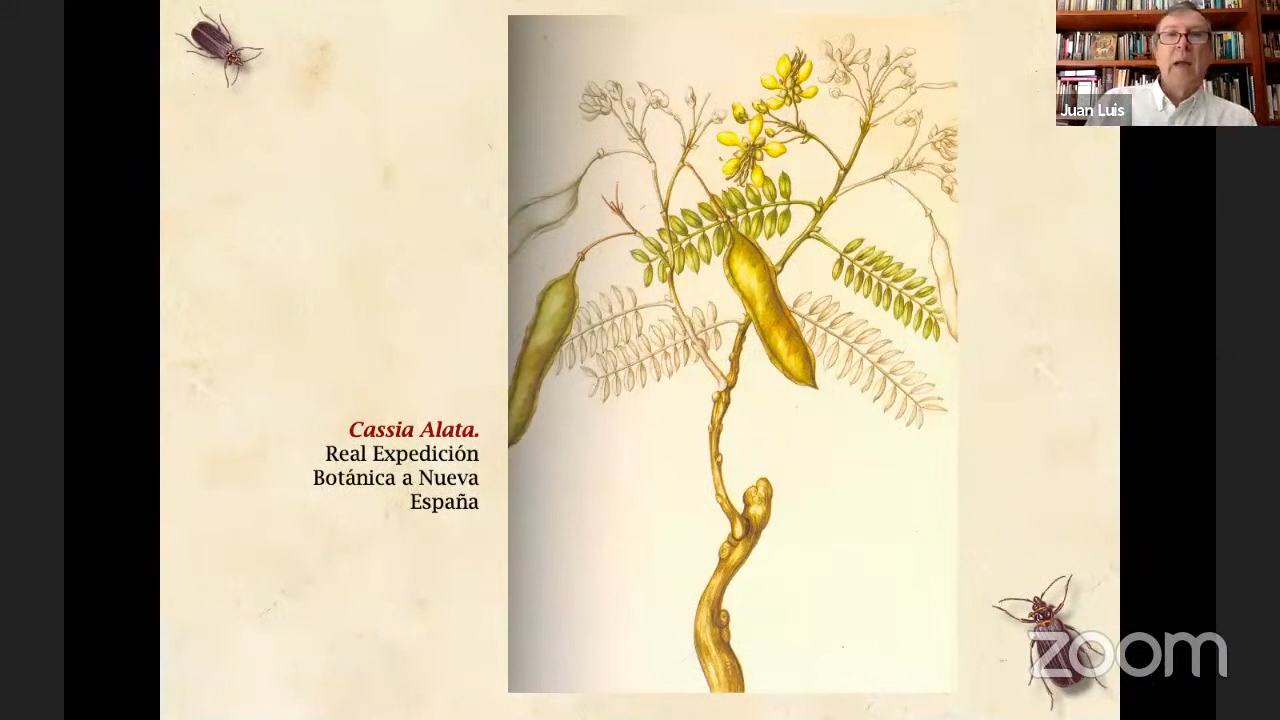 Juan Luis
Cassia Alata.
Real Expedición
Botánica a Nueva
España
zoom